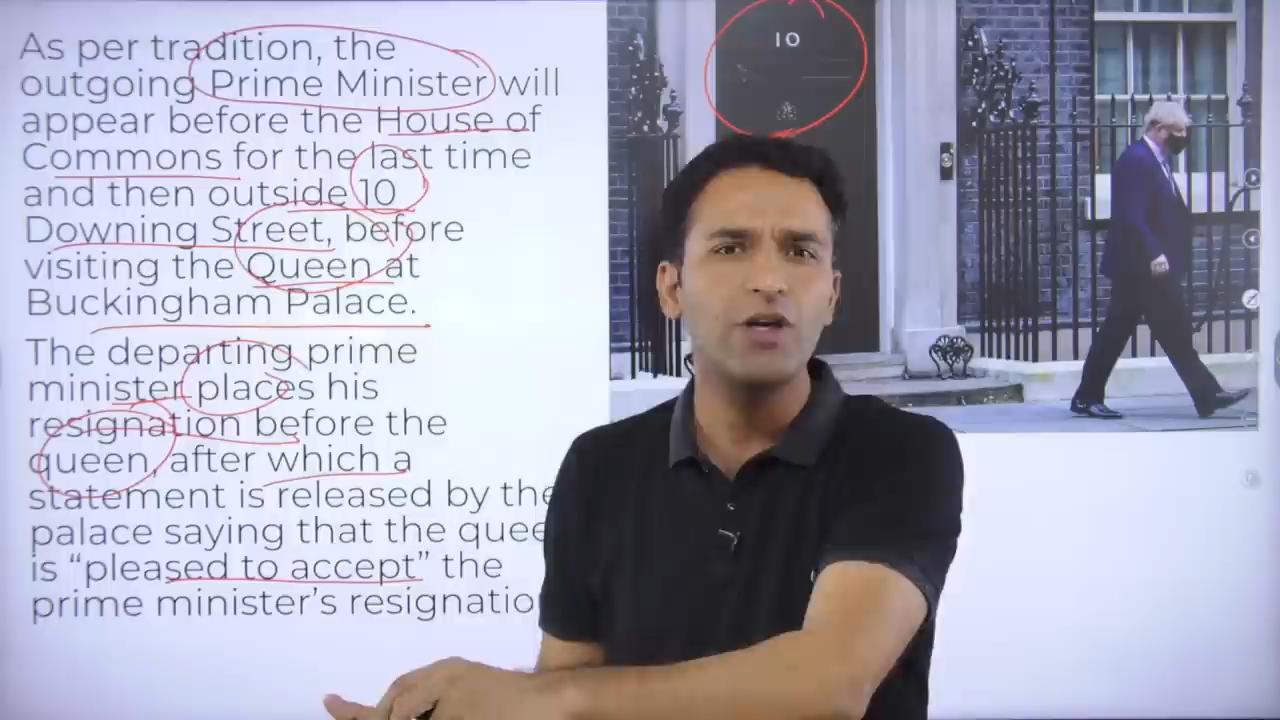 As per tradition, the
outgoing Prime Minister will
appear before the House of
Commons for the last time
and then outside 10
Downing Street, before
visiting the Queen at
Buckingham Palace.
The departing prime
minister places his
resignation before the
queen, after which a
statement is released by the
palace saying that the quee
is “pleased to accept” the
prime minister’s resignatio
10